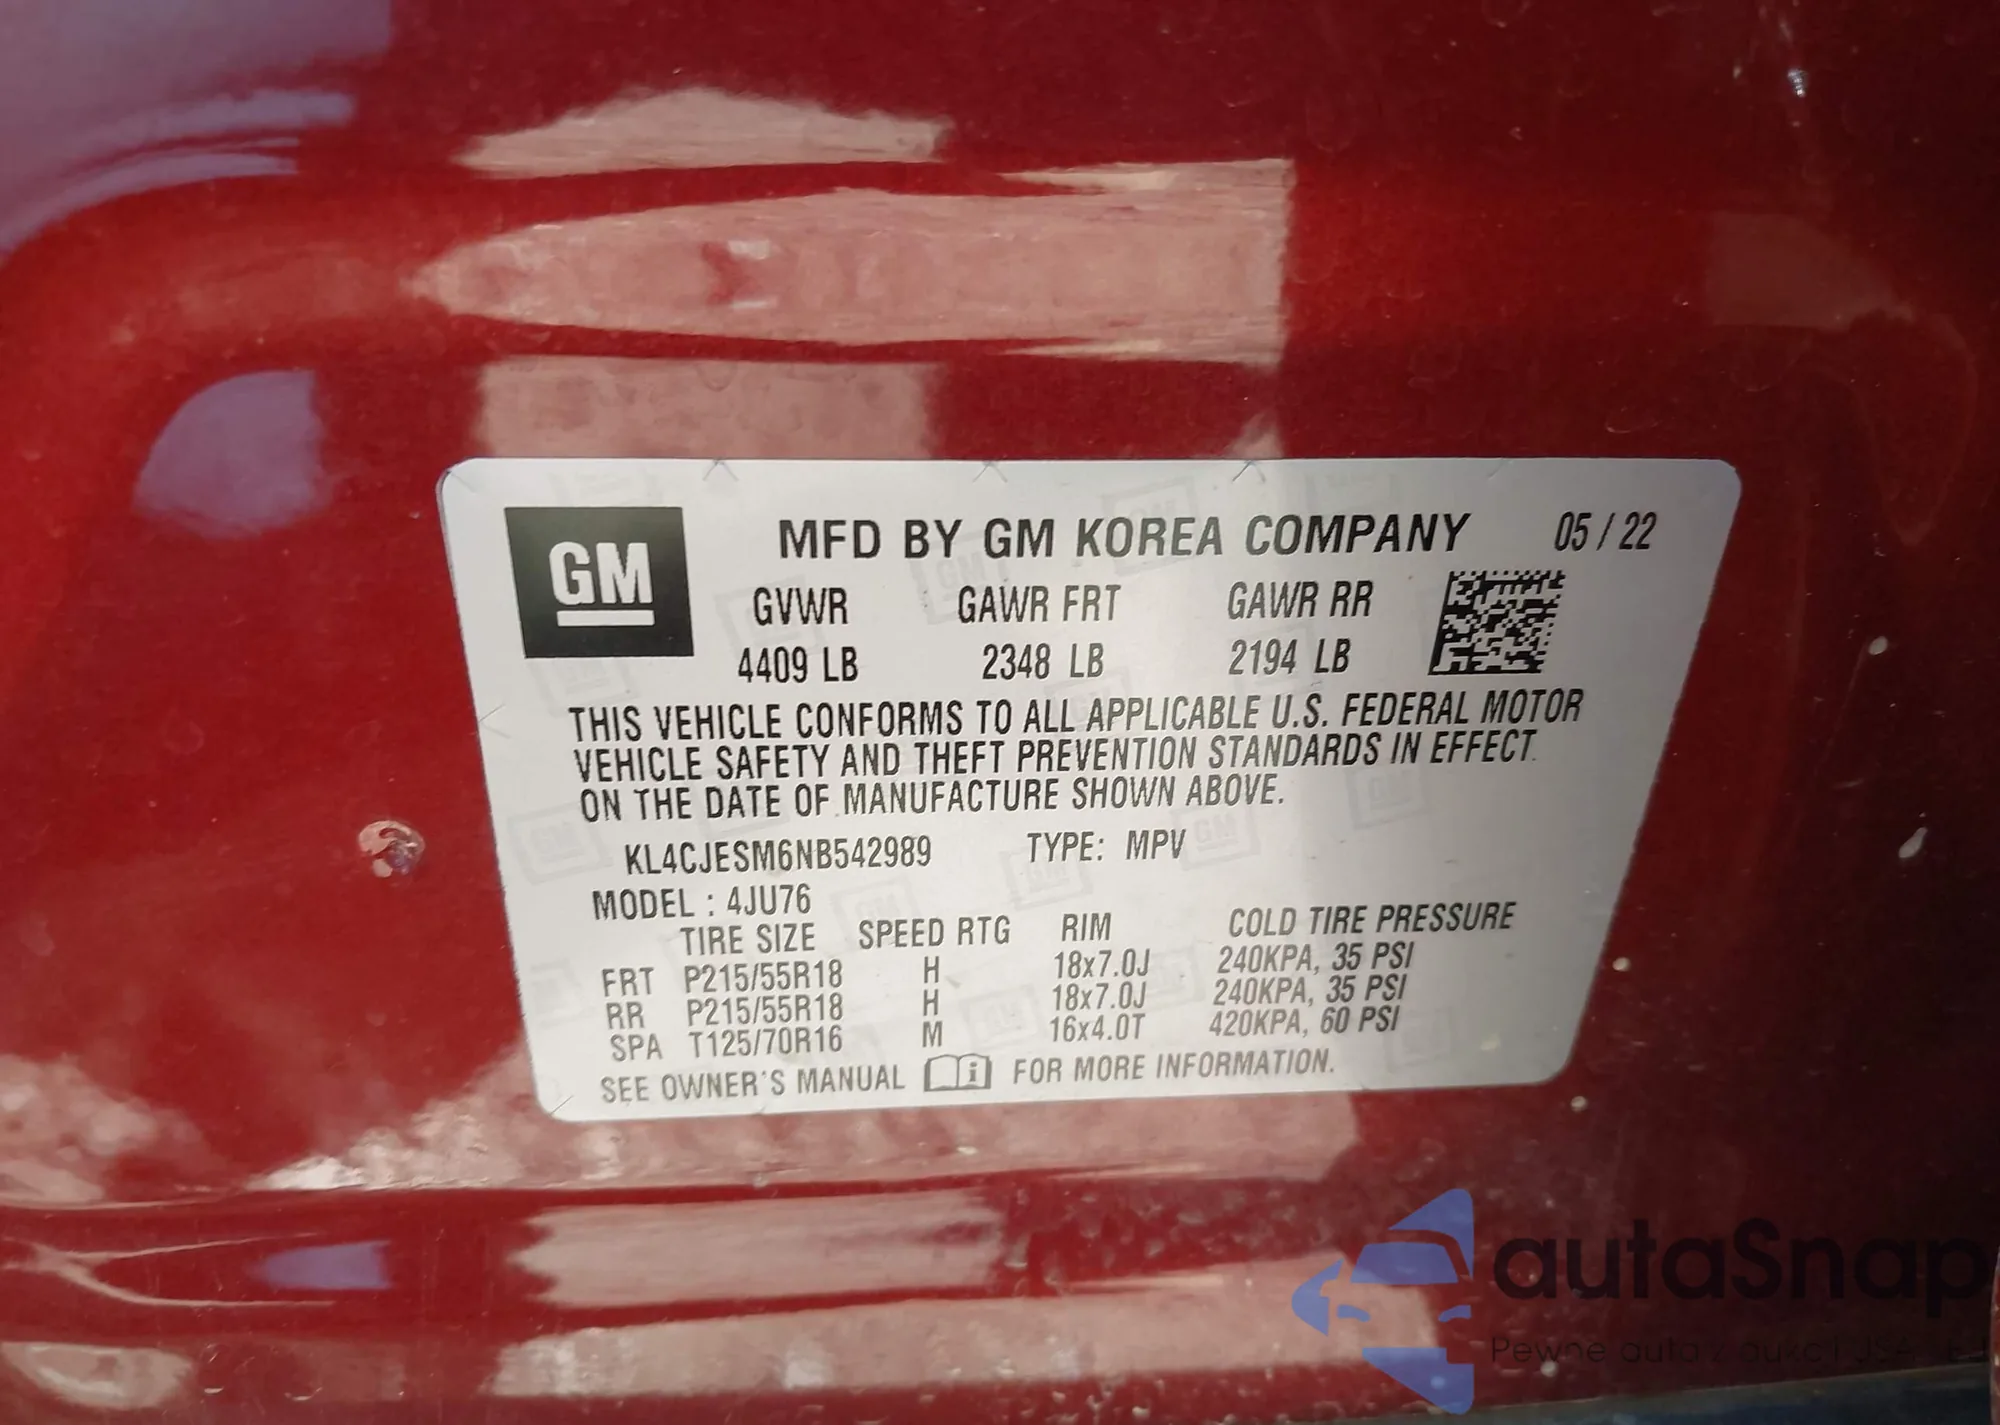 GM
MFD BY GM KOREA COMPANY 05 / 22
GVWR GAWR FRT GAWR RR
4409 LB 2348 LB 2194 LB
THIS VEHICLE CONFORMS TO ALL APPLICABLE U.S. FEDERAL MOTOR
VEHICLE SAFETY AND THEFT PREVENTION STANDARDS IN EFFECT
ON THE DATE OF MANUFACTURE SHOWN ABOVE.
KL4CJESM6NB542989 TYPE: MPV
MODEL : 4JU76
TIRE SIZE SPEED RTG RIM COLD TIRE PRESSURE
FRT P215/55R18 H 18x7.0J 240KPA, 35 PSI
RR P215/55R18 H 18x7.0J 240KPA, 35 PSI
SPA T125/70R16 M 16x4.0T 420KPA, 60 PSI
SEE OWNER'S MANUAL i FOR MORE INFORMATION.
autaSnap
Pewne auta z aukcji USA